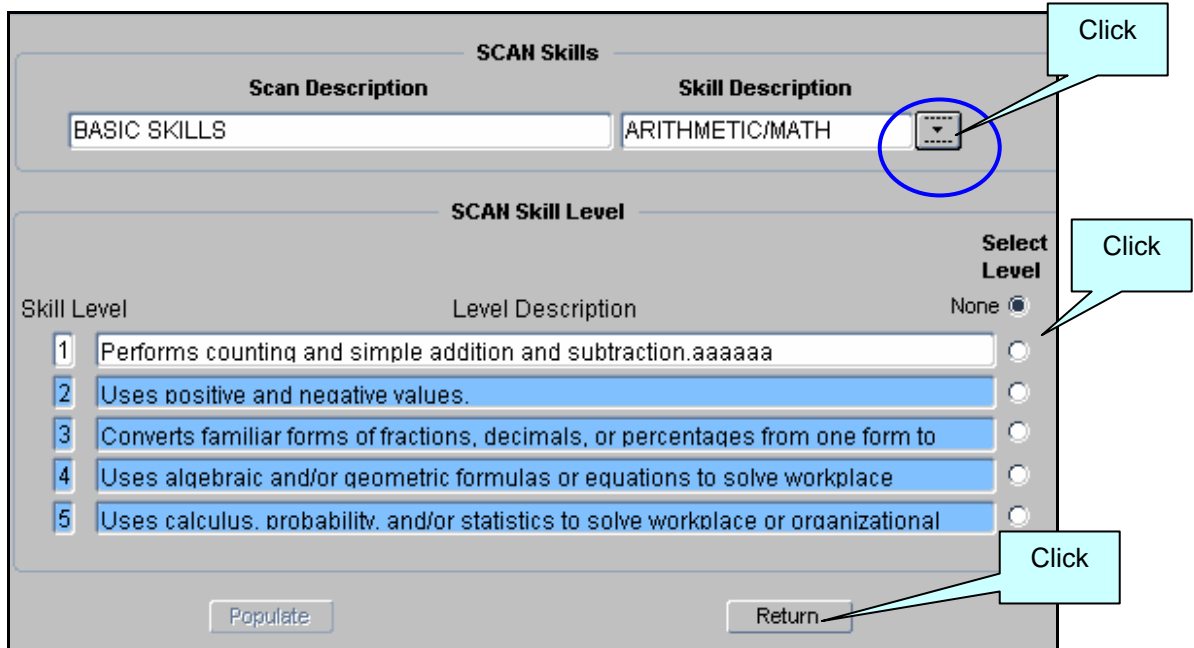 Click
SCAN Skills
Scan Description Skill Description
BASIC SKILLS ARITHMETIC/MATH
SCAN Skill Level
Select
Level
Click
Skill Level Level Description None
1 Performs counting and simple addition and subtraction.aaaaaa
2 Uses positive and negative values.
3 Converts familiar forms of fractions, decimals, or percentages from one form to
4 Uses algebraic and/or geometric formulas or equations to solve workplace
5 Uses calculus, probability, and/or statistics to solve workplace or organizational
Click
Populate Return